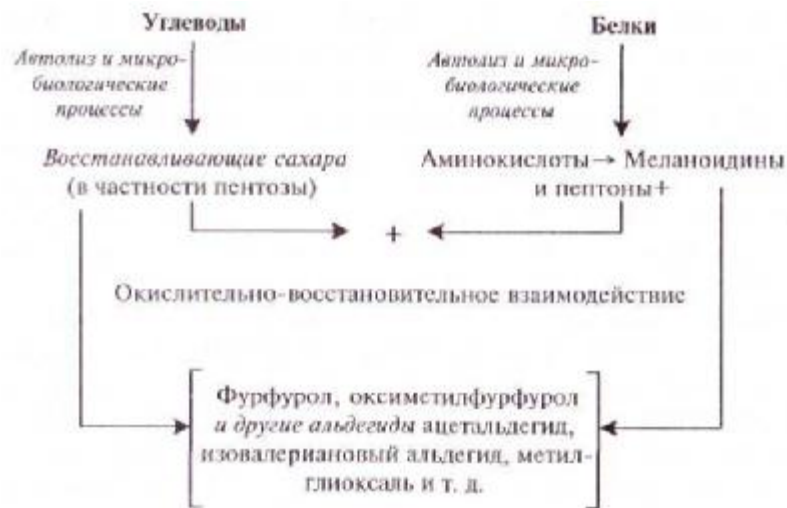 Углеводы
Белки
Автолиз и микро-
биологические
процессы
Автолиз и микро-
биологические
процессы
Восстанавливающие сахара
(в частности пентозы)
Аминокислоты → Меланоидины
и пептоны+
+
Окислительно-восстановительное взаимодействие
Фурфурол, оксиметилфурфурол
и другие альдегиды ацетальдегид,
изовалериановый альдегид, метил-
глиоксаль и т. д.